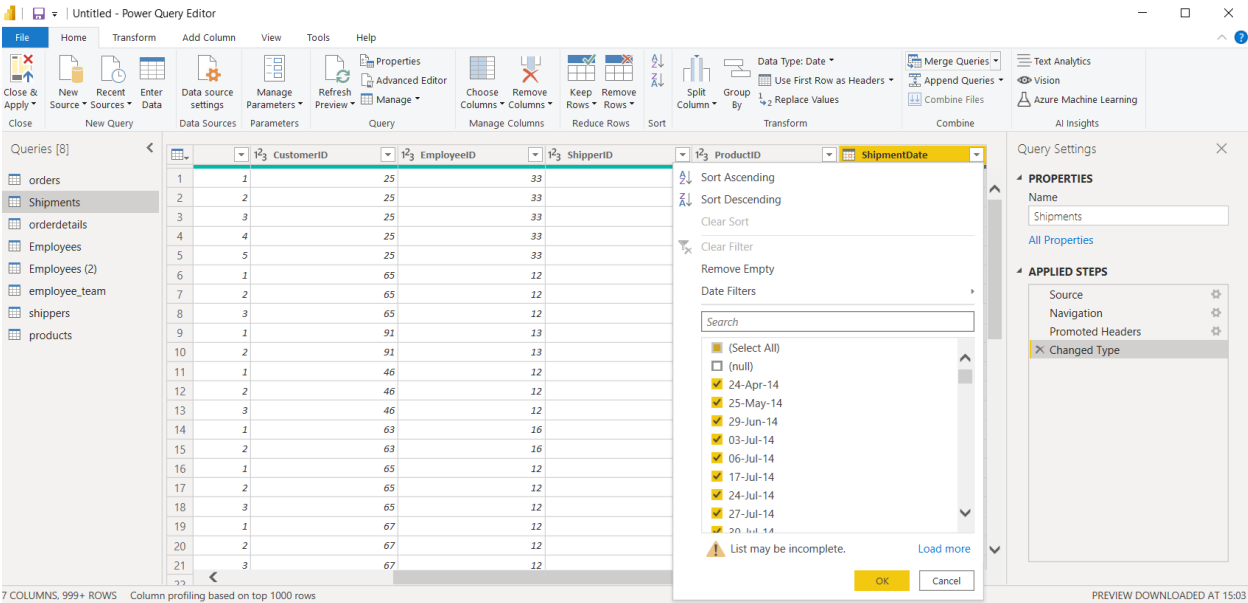 Untitled - Power Query Editor
File Home Transform Add Column View Tools Help
Close & Apply
New Source
Recent Sources
Enter Data
Data source settings
Manage Parameters
Refresh Preview
Properties
Advanced Editor
Manage
Choose Columns
Remove Columns
Keep Rows
Remove Rows
Split Column
Group By
Data Type: Date
Use First Row as Headers
Replace Values
Merge Queries
Append Queries
Combine Files
Text Analytics
Vision
Azure Machine Learning
Close New Query Data Sources Parameters Query Manage Columns Reduce Rows Sort Transform Combine AI Insights
Queries [8]
orders
Shipments
orderdetails
Employees
Employees (2)
employee_team
shippers
products
123 CustomerID 123 EmployeeID 123 ShipperID 123 ProductID ShipmentDate
1 1 25 33
2 2 25 33
3 3 25 33
4 4 25 33
5 5 25 33
6 1 65 12
7 2 65 12
8 3 65 12
9 1 91 13
10 2 91 13
11 1 46 12
12 2 46 12
13 3 46 12
14 1 63 16
15 2 63 16
16 1 65 12
17 2 65 12
18 3 65 12
19 1 67 12
20 2 67 12
21 3 67 12
22
Sort Ascending
Sort Descending
Clear Sort
Clear Filter
Remove Empty
Date Filters
Search
(Select All)
(null)
24-Apr-14
25-May-14
29-Jun-14
03-Jul-14
06-Jul-14
17-Jul-14
24-Jul-14
27-Jul-14
30-Jul-14
List may be incomplete. Load more
OK Cancel
Query Settings
PROPERTIES
Name
Shipments
All Properties
APPLIED STEPS
Source
Navigation
Promoted Headers
Changed Type
7 COLUMNS, 999+ ROWS Column profiling based on top 1000 rows PREVIEW DOWNLOADED AT 15:03